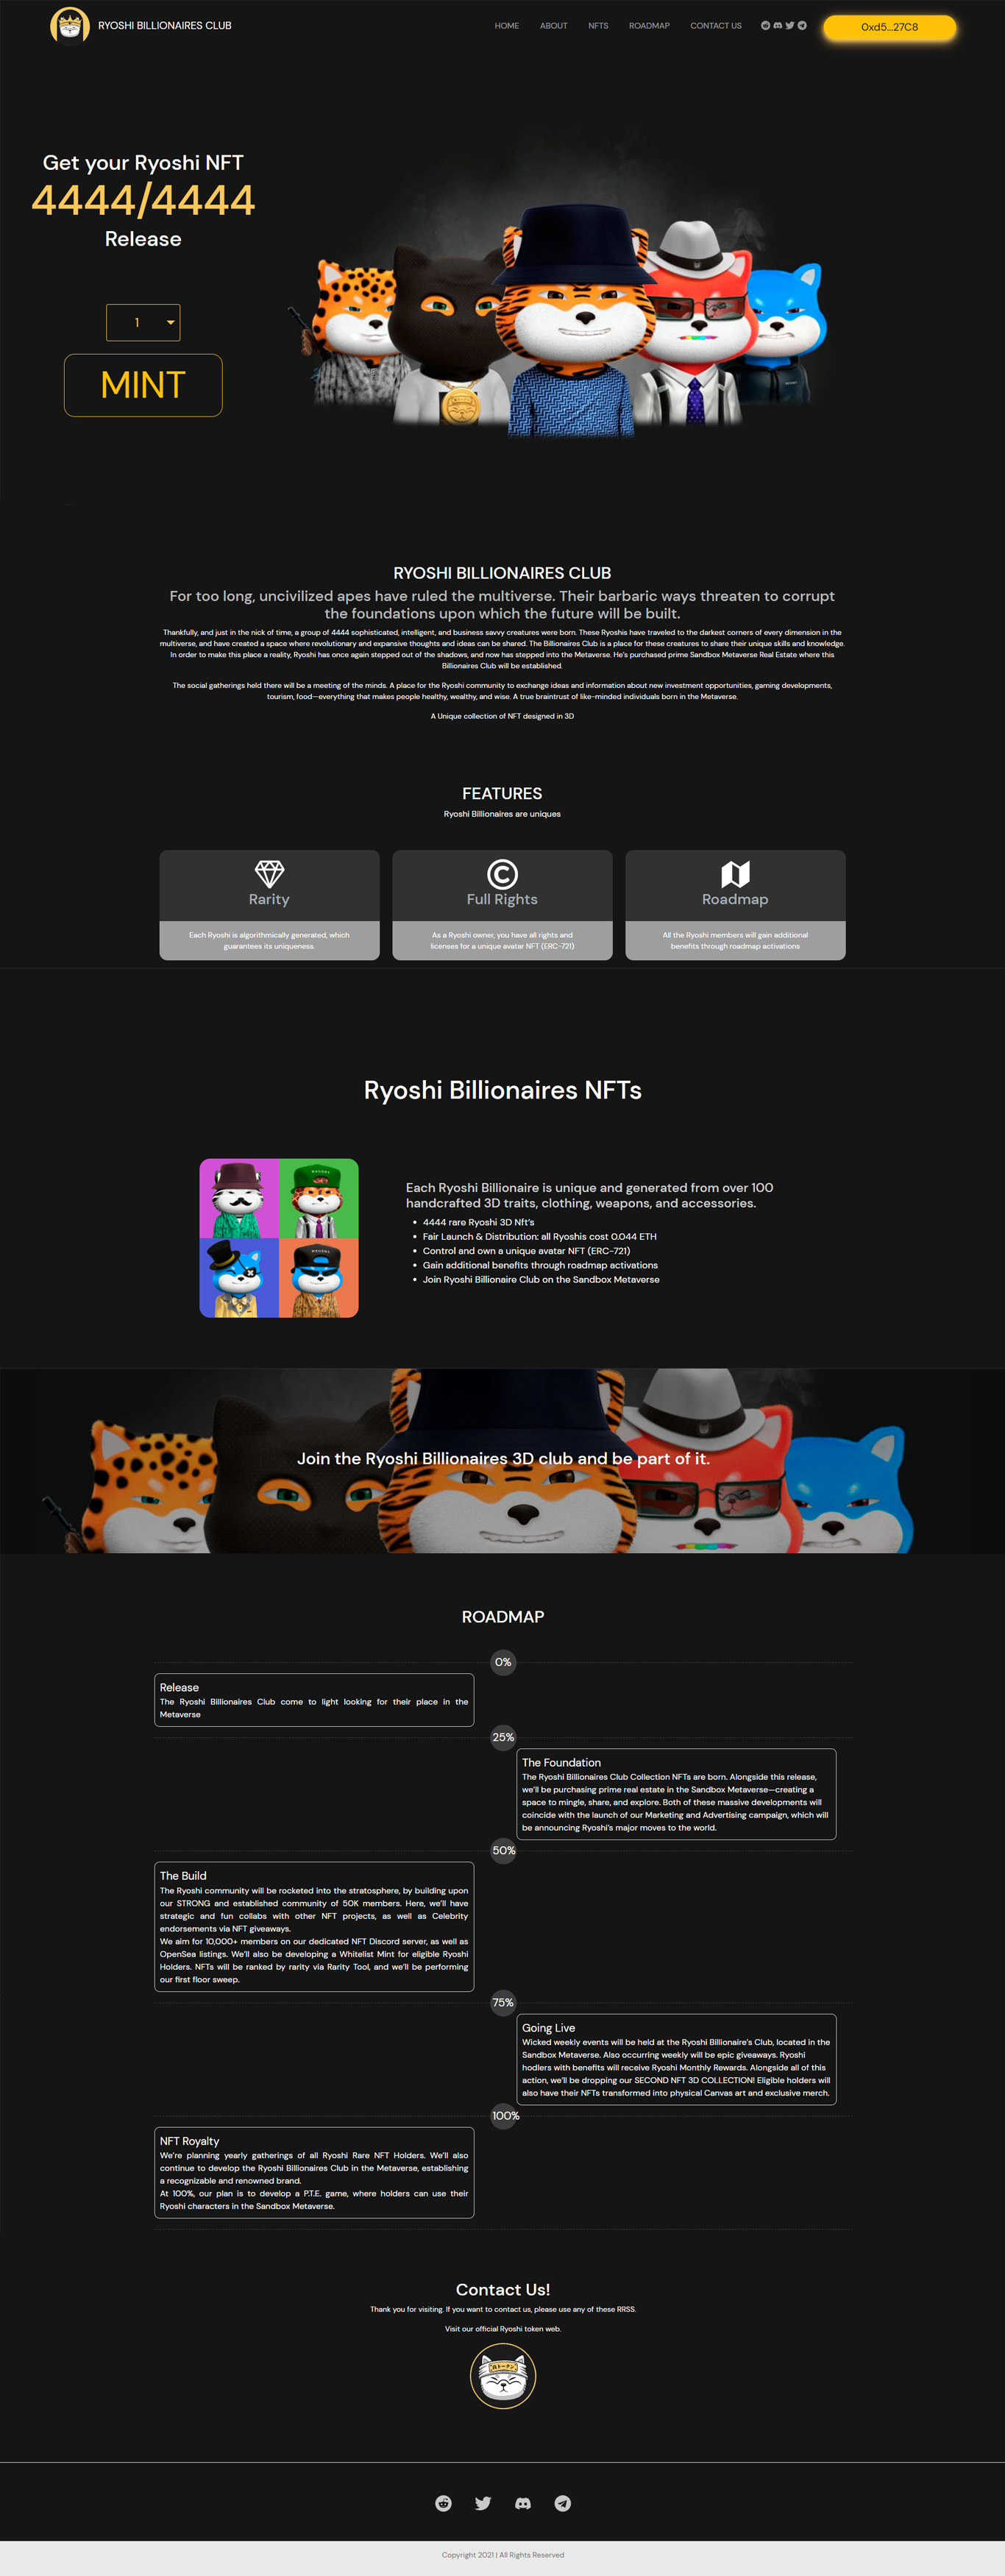 RYOSHI BILLIONAIRES CLUB
HOME
ABOUT
NFTS
ROADMAP
CONTACT US
0xd5...27C8
Get your Ryoshi NFT
4444/4444
Release
1
MINT
RYOSHI BILLIONAIRES CLUB
For too long, uncivilized apes have ruled the multiverse. Their barbaric ways threaten to corrupt
the foundations upon which the future will be built.
Thankfully, and just in the nick of time, a group of 4444 sophisticated, intelligent, and business savvy creatures were born. These Ryoshis have traveled to the darkest corners of every dimension in the
multiverse, and have created a space where revolutionary and expansive thoughts and ideas can be shared. The Billionaires Club is a place for these creatures to share their unique skills and knowledge.
In order to make this place a reality, Ryoshi has once again stepped out of the shadows, and now has stepped into the Metaverse. He's purchased prime Sandbox Metaverse Real Estate where this
Billionaires Club will be established.
The social gatherings held there will be a meeting of the minds. A place for the Ryoshi community to exchange ideas and information about new investment opportunities, gaming developments,
tourism, food—everything that makes people healthy, wealthy, and wise. A true braintrust of like-minded individuals born in the Metaverse.
A Unique collection of NFT designed in 3D
FEATURES
Ryoshi Billionaires are uniques
Rarity
Each Ryoshi is algorithmically generated, which
guarantees its uniqueness.
Full Rights
As a Ryoshi owner, you have all rights and
licenses for a unique avatar NFT (ERC-721)
Roadmap
All the Ryoshi members will gain additional
benefits through roadmap activations
Ryoshi Billionaires NFTs
Each Ryoshi Billionaire is unique and generated from over 100
handcrafted 3D traits, clothing, weapons, and accessories.
• 4444 rare Ryoshi 3D Nft's
• Fair Launch & Distribution: all Ryoshis cost 0.044 ETH
• Control and own a unique avatar NFT (ERC-721)
• Gain additional benefits through roadmap activations
• Join Ryoshi Billionaire Club on the Sandbox Metaverse
Join the Ryoshi Billionaires 3D club and be part of it.
ROADMAP
0%
Release
The Ryoshi Billionaires Club come to light looking for their place in the
Metaverse
25%
The Foundation
The Ryoshi Billionaires Club Collection NFTs are born. Alongside this release,
we'll be purchasing prime real estate in the Sandbox Metaverse—creating a
space to mingle, share, and explore. Both of these massive developments will
coincide with the launch of our Marketing and Advertising campaign, which will
be announcing Ryoshi's major moves to the world.
50%
The Build
The Ryoshi community will be rocketed into the stratosphere, by building upon
our STRONG and established community of 50K members. Here, we'll have
strategic and fun collabs with other NFT projects, as well as Celebrity
endorsements via NFT giveaways.
We aim for 10,000+ members on our dedicated NFT Discord server, as well as
OpenSea listings. We'll also be developing a Whitelist Mint for eligible Ryoshi
Holders. NFTs will be ranked by rarity via Rarity Tool, and we'll be performing
our first floor sweep.
75%
Going Live
Wicked weekly events will be held at the Ryoshi Billionaire's Club, located in the
Sandbox Metaverse. Also occurring weekly will be epic giveaways. Ryoshi
hodlers with benefits will receive Ryoshi Monthly Rewards. Alongside all of this
action, we'll be dropping our SECOND NFT 3D COLLECTION! Eligible holders will
also have their NFTs transformed into physical Canvas art and exclusive merch.
100%
NFT Royalty
We're planning yearly gatherings of all Ryoshi Rare NFT Holders. We'll also
continue to develop the Ryoshi Billionaires Club in the Metaverse, establishing
a recognizable and renowned brand.
At 100%, our plan is to develop a P.T.E. game, where holders can use their
Ryoshi characters in the Sandbox Metaverse.
Contact Us!
Thank you for visiting. If you want to contact us, please use any of these RRSS.
Visit our official Ryoshi token web.
Copyright 2021 | All Rights Reserved